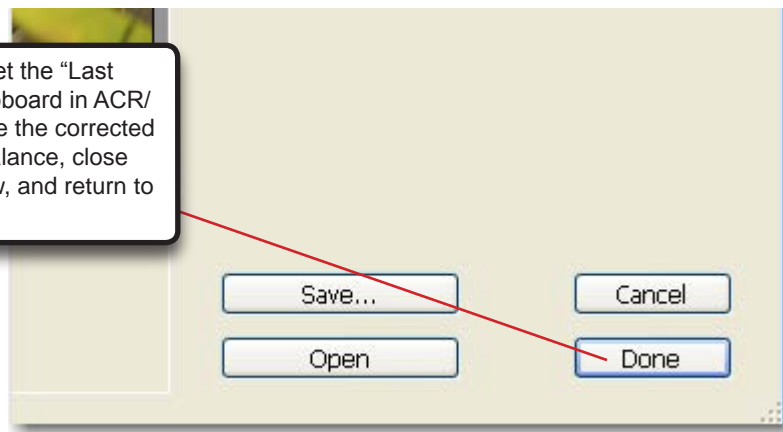 et the “Last
board in ACR/
e the corrected
lance, close
, and return to
Save...
Cancel
Open
Done